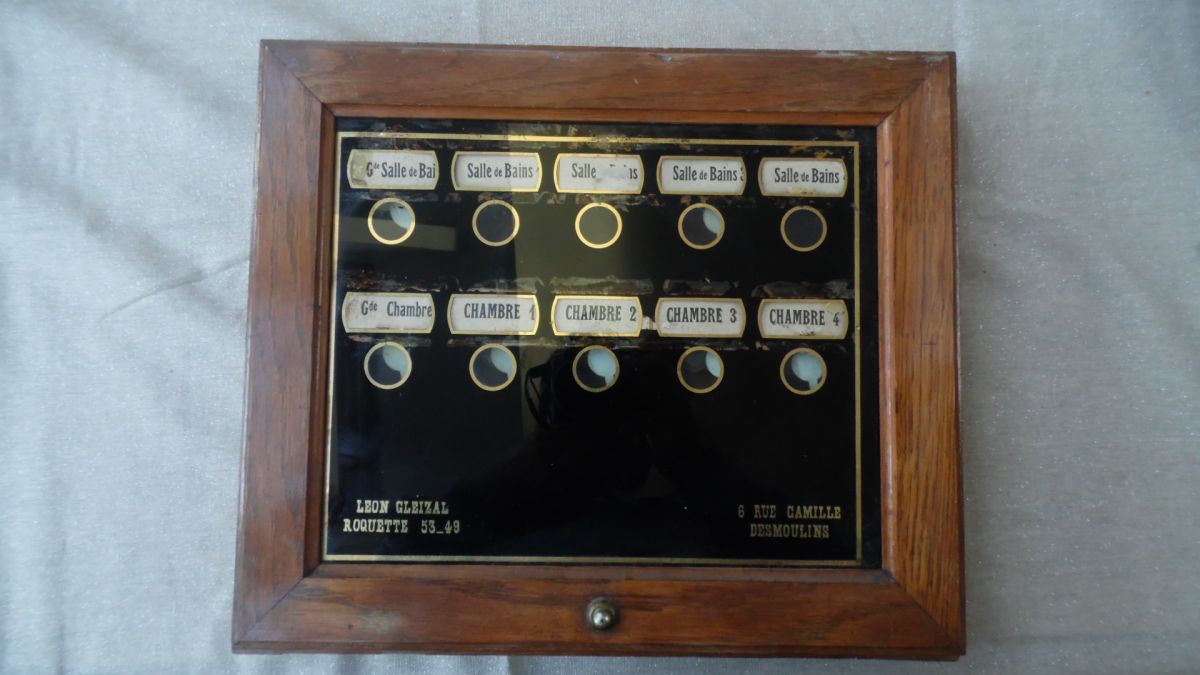 Gde Salle de Bai
Salle de Bains
Salle
Salle de Bains 3
Salle de Bains
Gde Chambre
CHAMBRE 1
CHAMBRE 2
CHAMBRE 3
CHAMBRE 4
LEON GLEIZAL
ROQUETTE 53_49
8 RUE CAMILLE
DESMOULINS